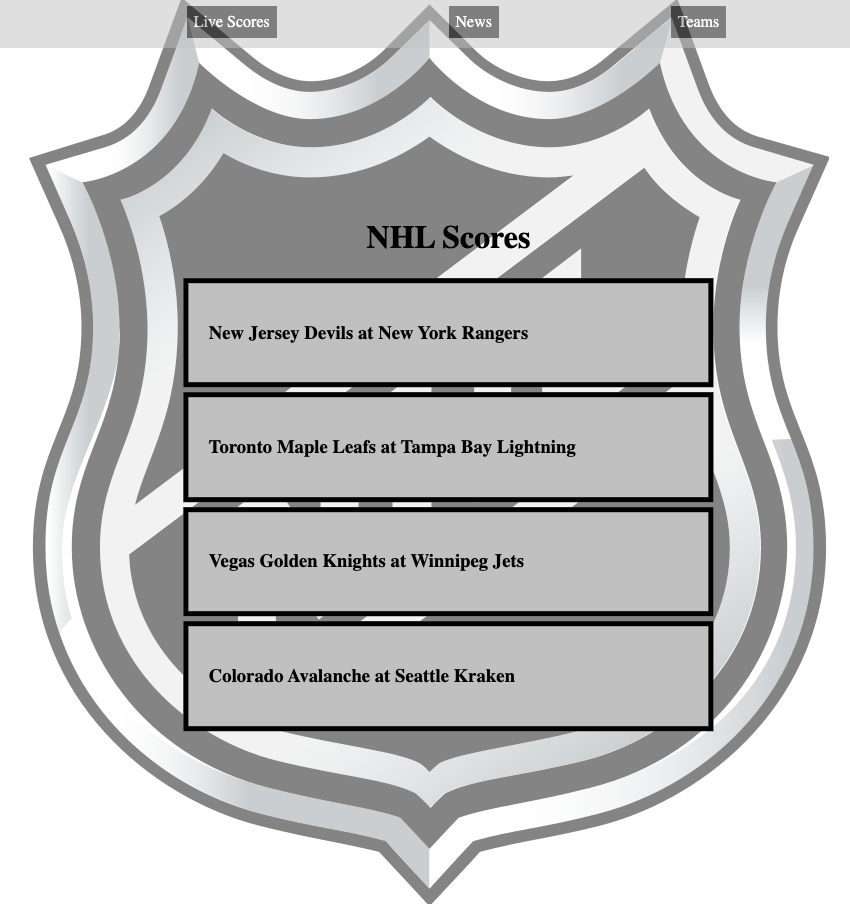 Live Scores
News
Teams
NHL Scores
New Jersey Devils at New York Rangers
Toronto Maple Leafs at Tampa Bay Lightning
Vegas Golden Knights at Winnipeg Jets
Colorado Avalanche at Seattle Kraken